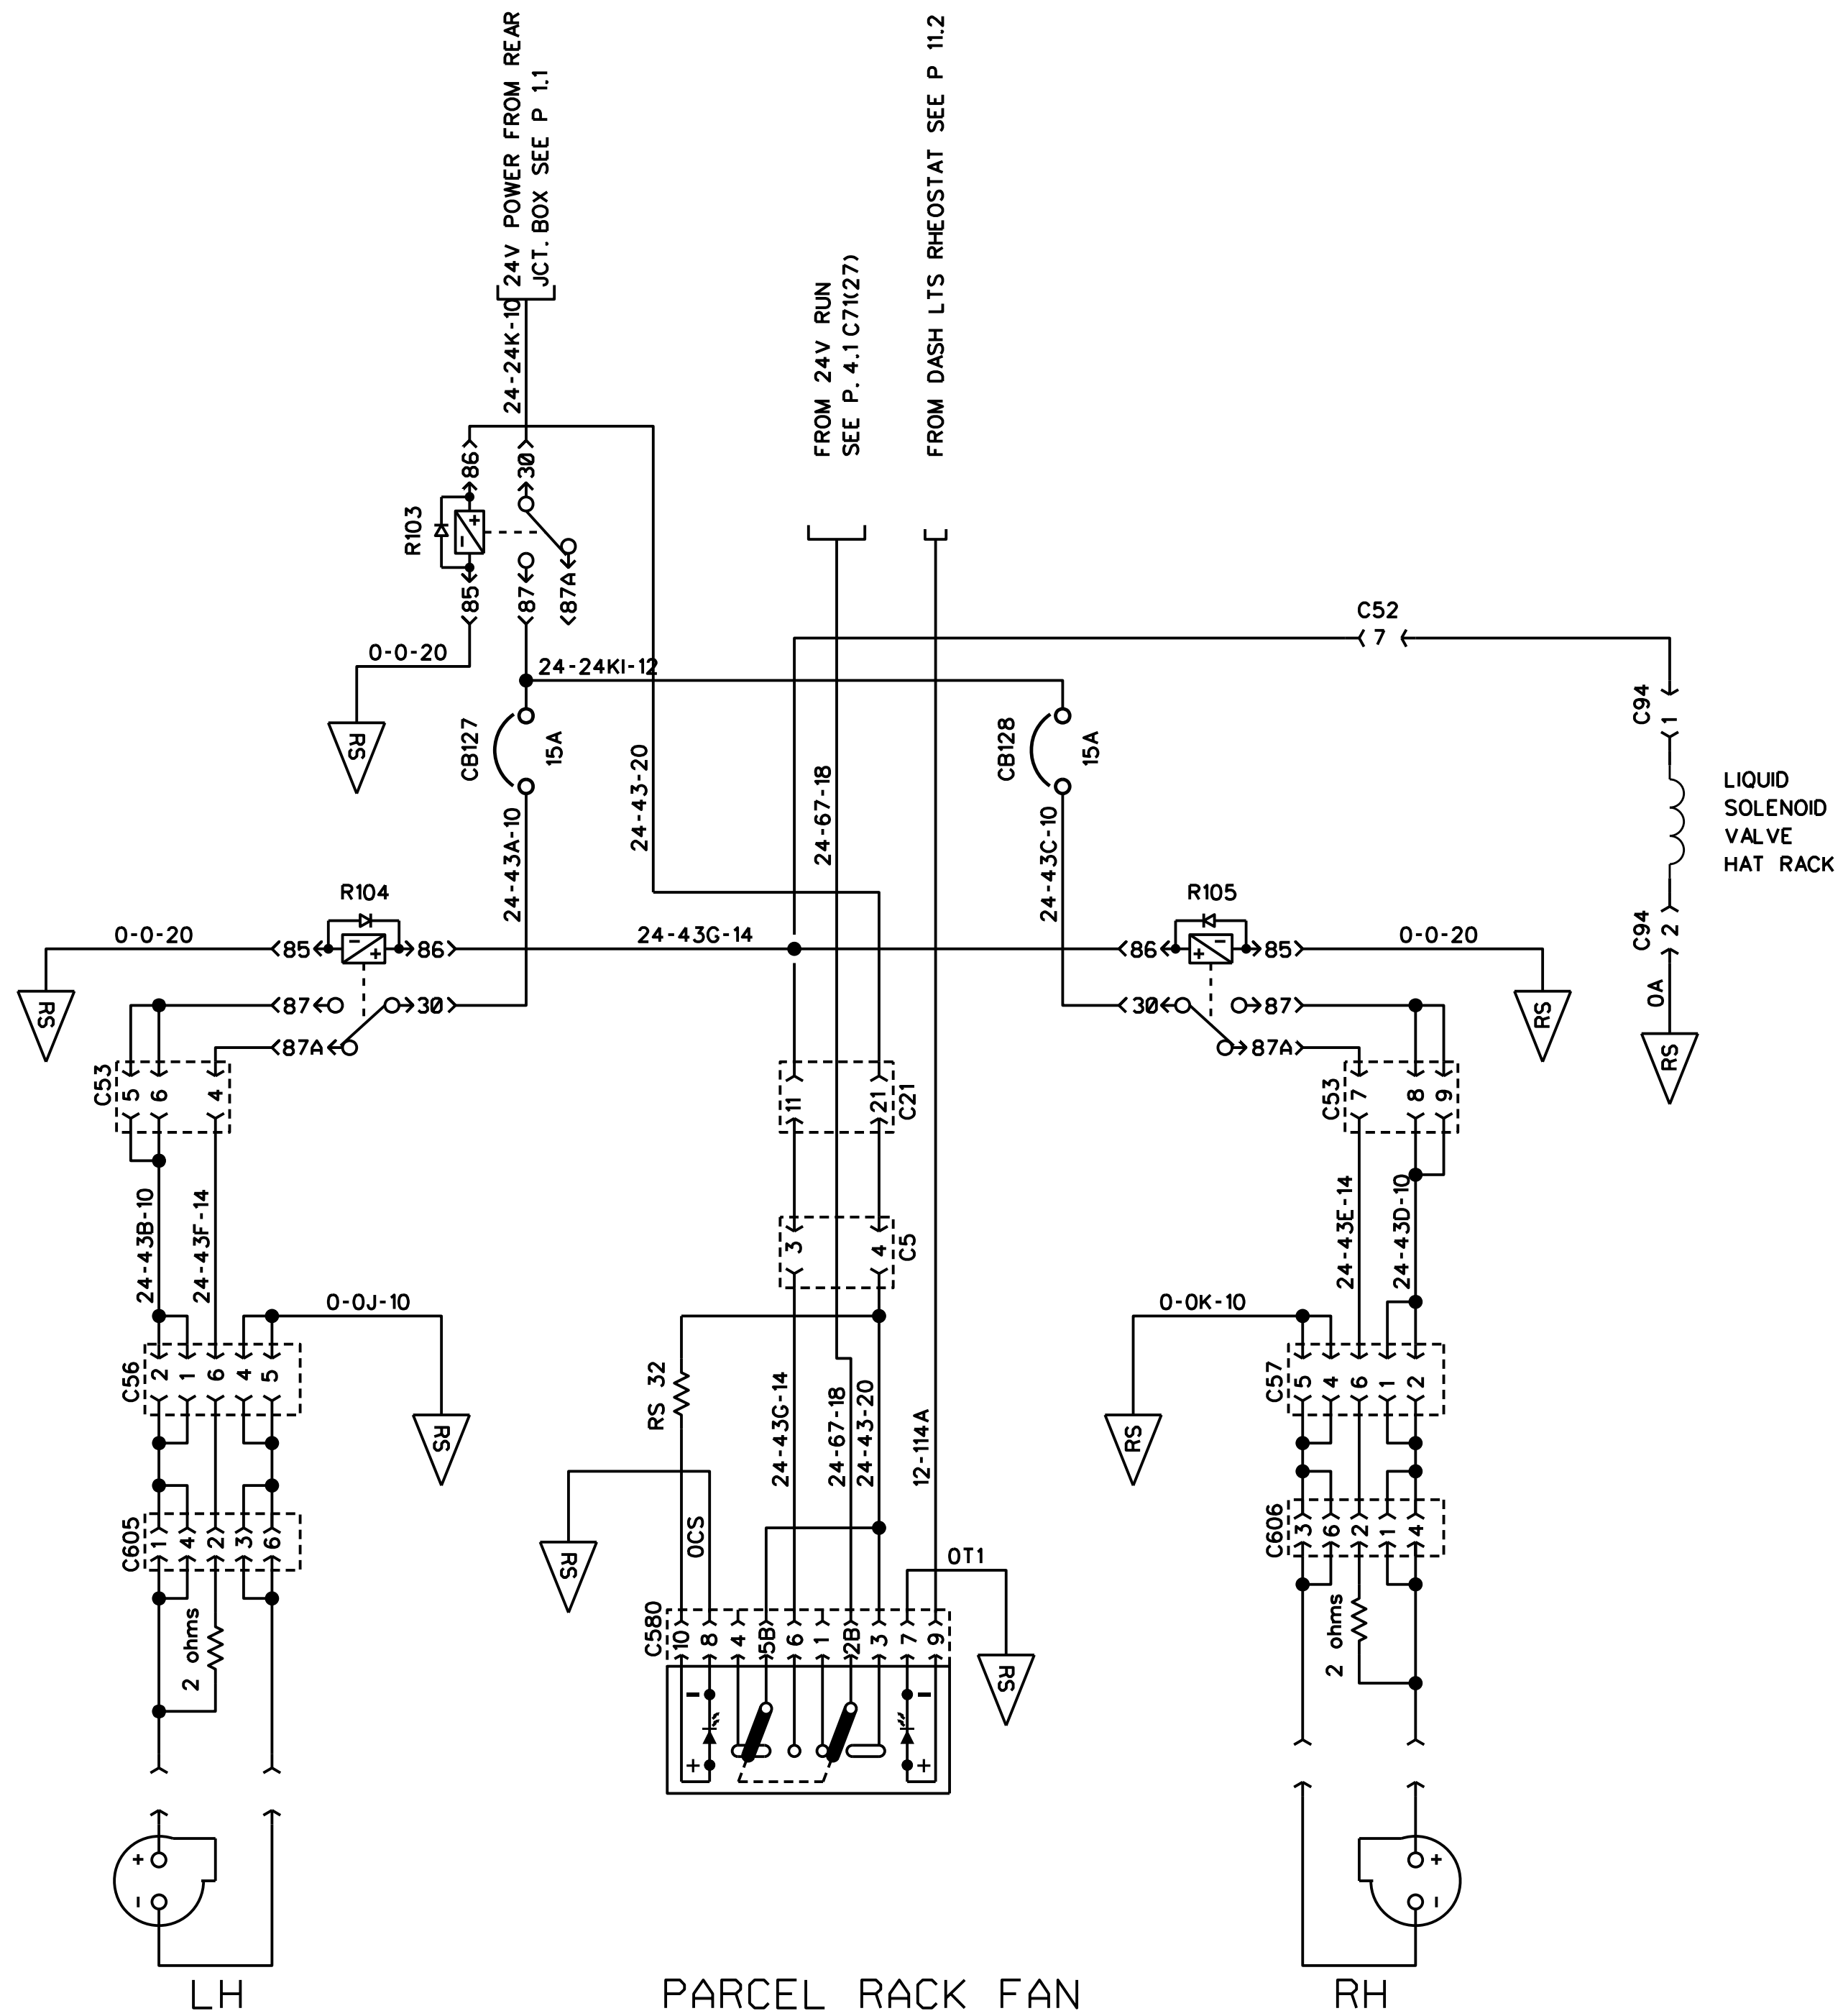 24V POWER FROM REAR
JCT. BOX SEE P 1.1
FROM 24V RUN
SEE P. 4.1 C71(27)
FROM DASH LTS RHEOSTAT SEE P 11.2
24-24K-10
86
30
R103
85
87
87A
0-0-20
RS
24-24KI-12
C52
7
CB127
15A
CB128
15A
24-43-20
24-67-18
24-43A-10
24-43C-10
C94
1
LIQUID
SOLENOID
VALVE
HAT RACK
C94
2
0A
RS
R104
0-0-20
85
86
24-43G-14
R105
86
85
0-0-20
RS
87
30
87A
30
87
87A
RS
C53
5
6
4
11
21
C21
C53
7
8
9
24-43B-10
24-43F-14
3
4
C5
24-43E-14
24-43D-10
0-0J-10
0-0K-10
C56
2
1
6
4
5
RS
RS 32
24-43G-14
24-67-18
24-43-20
12-114A
RS
C57
5
4
6
1
2
C605
1
4
2
3
6
RS
0CS
0T1
RS
C606
3
6
2
1
4
2 ohms
2 ohms
C580
10
8
4
5B
6
1
2B
3
7
9
-
-
+
+
+
-
+
-
LH
PARCEL RACK FAN
RH